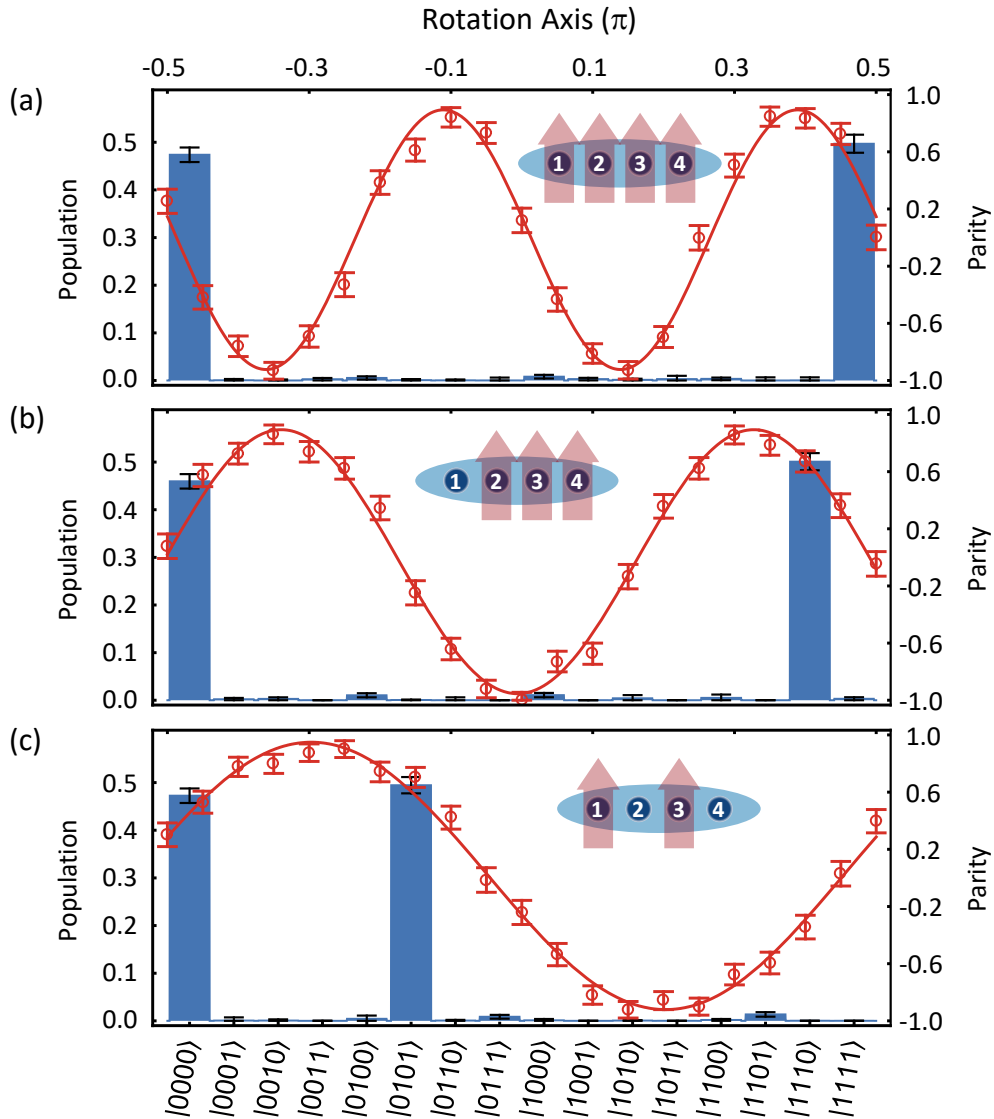 Rotation Axis (π)
-0.5 -0.3 -0.1 0.1 0.3 0.5
(a)
Population
0.5
0.4
0.3
0.2
0.1
0.0
1 2 3 4
Parity
1.0
0.6
0.2
-0.2
-0.6
-1.0
(b)
Population
0.5
0.4
0.3
0.2
0.1
0.0
1 2 3 4
Parity
1.0
0.6
0.2
-0.2
-0.6
-1.0
(c)
Population
0.5
0.4
0.3
0.2
0.1
0.0
1 2 3 4
Parity
1.0
0.6
0.2
-0.2
-0.6
-1.0
|0000⟩ |0001⟩ |0010⟩ |0011⟩ |0100⟩ |0101⟩ |0110⟩ |0111⟩ |1000⟩ |1001⟩ |1010⟩ |1011⟩ |1100⟩ |1101⟩ |1110⟩ |1111⟩